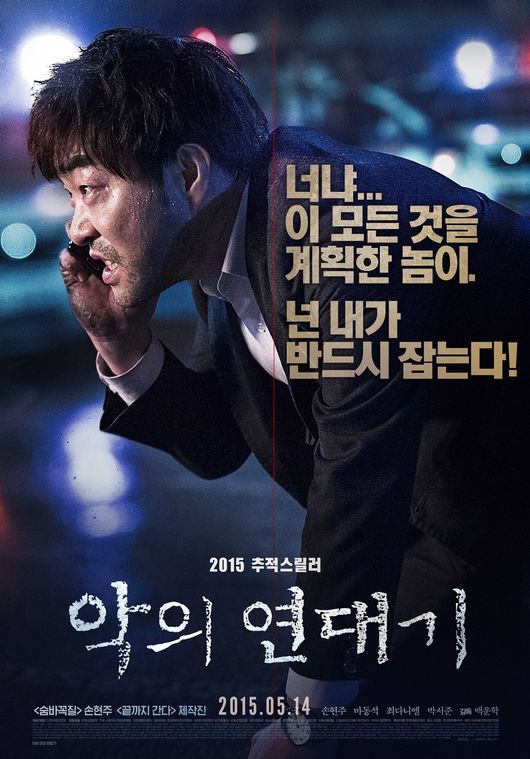 너냐...
이 모든 것을
계획한 놈이.
넌 내가
반드시 잡는다!
2015 추적스릴러
악의 연대기
<숨바꼭질> 손현주 <끝까지 간다> 제작진 2015.05.14 손현주 마동석 최다니엘 박서준 감독 백운학